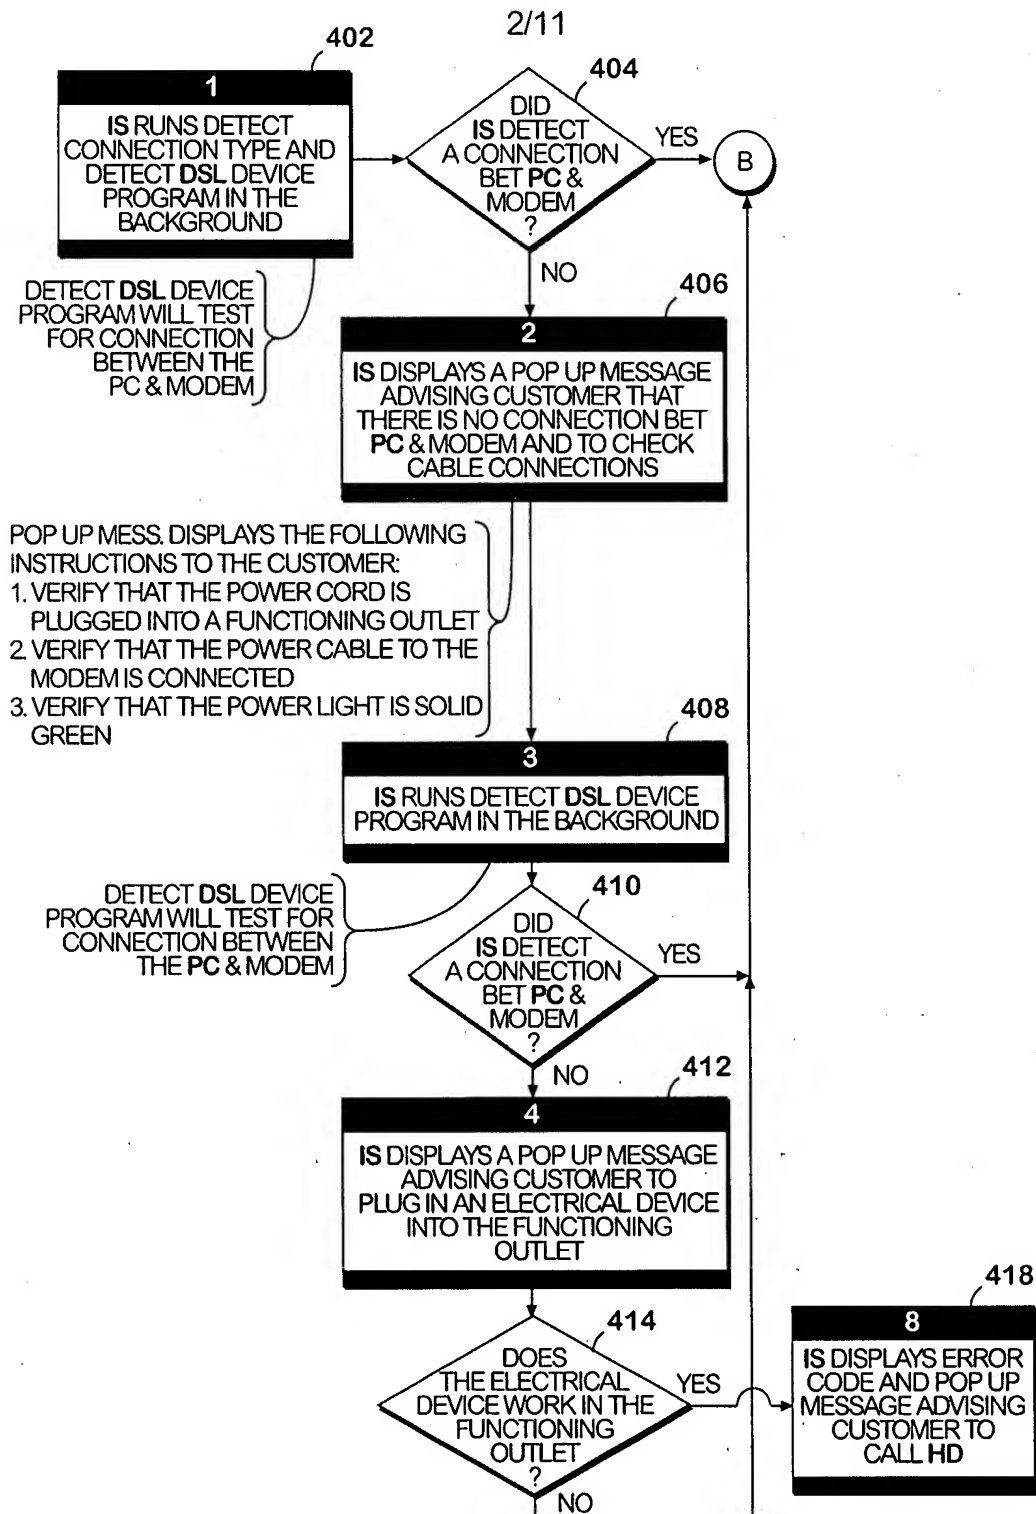 2/11
402
1
IS RUNS DETECT
CONNECTION TYPE AND
DETECT DSL DEVICE
PROGRAM IN THE
BACKGROUND
DETECT DSL DEVICE
PROGRAM WILL TEST
FOR CONNECTION
BETWEEN THE
PC & MODEM
404
DID
IS DETECT
A CONNECTION
BET PC &
MODEM
?
YES
B
NO
406
2
IS DISPLAYS A POP UP MESSAGE
ADVISING CUSTOMER THAT
THERE IS NO CONNECTION BET
PC & MODEM AND TO CHECK
CABLE CONNECTIONS
POP UP MESS. DISPLAYS THE FOLLOWING
INSTRUCTIONS TO THE CUSTOMER:
1. VERIFY THAT THE POWER CORD IS
PLUGGED INTO A FUNCTIONING OUTLET
2. VERIFY THAT THE POWER CABLE TO THE
MODEM IS CONNECTED
3. VERIFY THAT THE POWER LIGHT IS SOLID
GREEN
408
3
IS RUNS DETECT DSL DEVICE
PROGRAM IN THE BACKGROUND
DETECT DSL DEVICE
PROGRAM WILL TEST FOR
CONNECTION BETWEEN
THE PC & MODEM
410
DID
IS DETECT
A CONNECTION
BET PC &
MODEM
?
YES
NO
412
4
IS DISPLAYS A POP UP MESSAGE
ADVISING CUSTOMER TO
PLUG IN AN ELECTRICAL DEVICE
INTO THE FUNCTIONING
OUTLET
414
DOES
THE ELECTRICAL
DEVICE WORK IN THE
FUNCTIONING
OUTLET
?
YES
NO
418
8
IS DISPLAYS ERROR
CODE AND POP UP
MESSAGE ADVISING
CUSTOMER TO
CALL HD